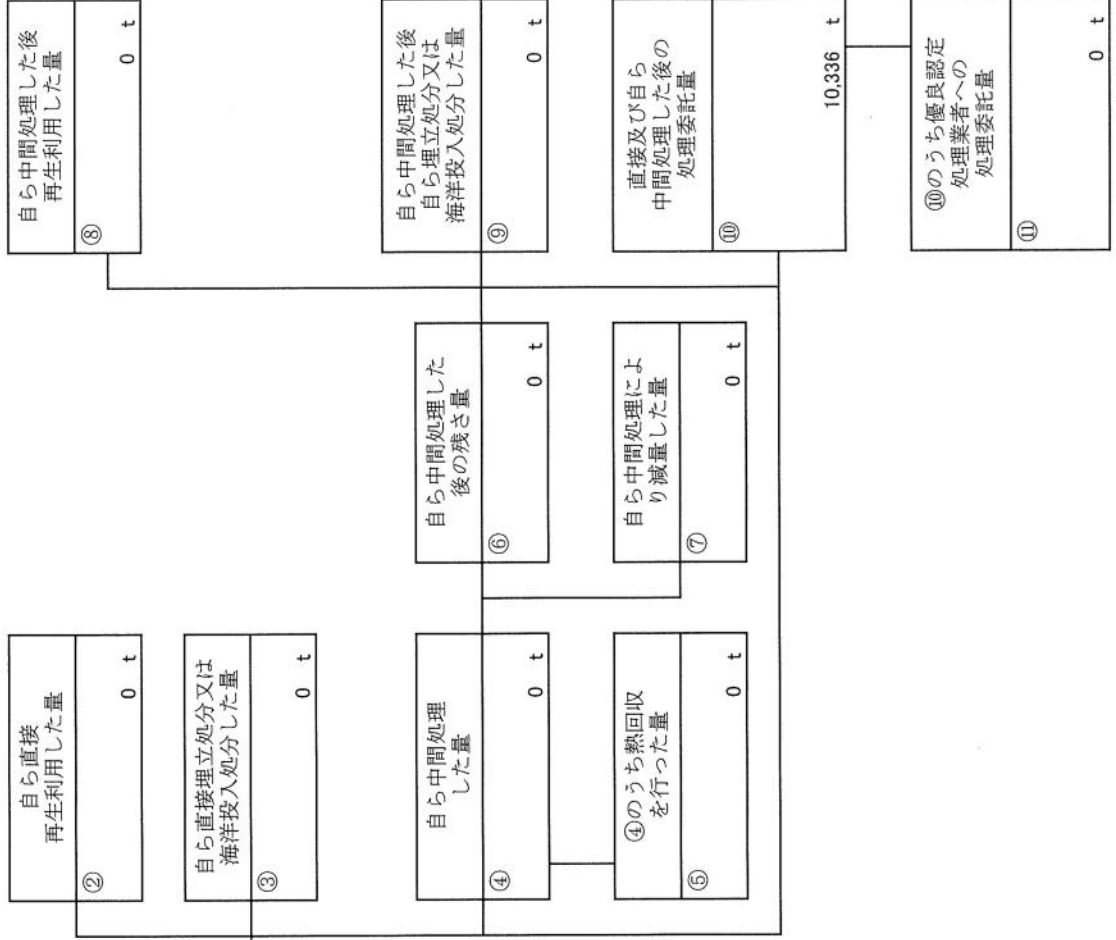 自ら直接
再生利用した量
②
0 t
自ら直接埋立処分又は
海洋投入処分した量
③
0 t
自ら中間処理
した量
④
0 t
④のうち熱回収
を行った量
⑤
0 t
自ら中間処理した
後の残さ量
⑥
0 t
自ら中間処理によ
り減量した量
⑦
0 t
自ら中間処理した後
再生利用した量
⑧
0 t
自ら中間処理した後
自ら埋立処分又は
海洋投入処分した量
⑨
0 t
直接及び自ら
中間処理した後の
処理委託量
⑩
10,336 t
⑩のうち優良認定
処理業者への
処理委託量
⑪
0 t